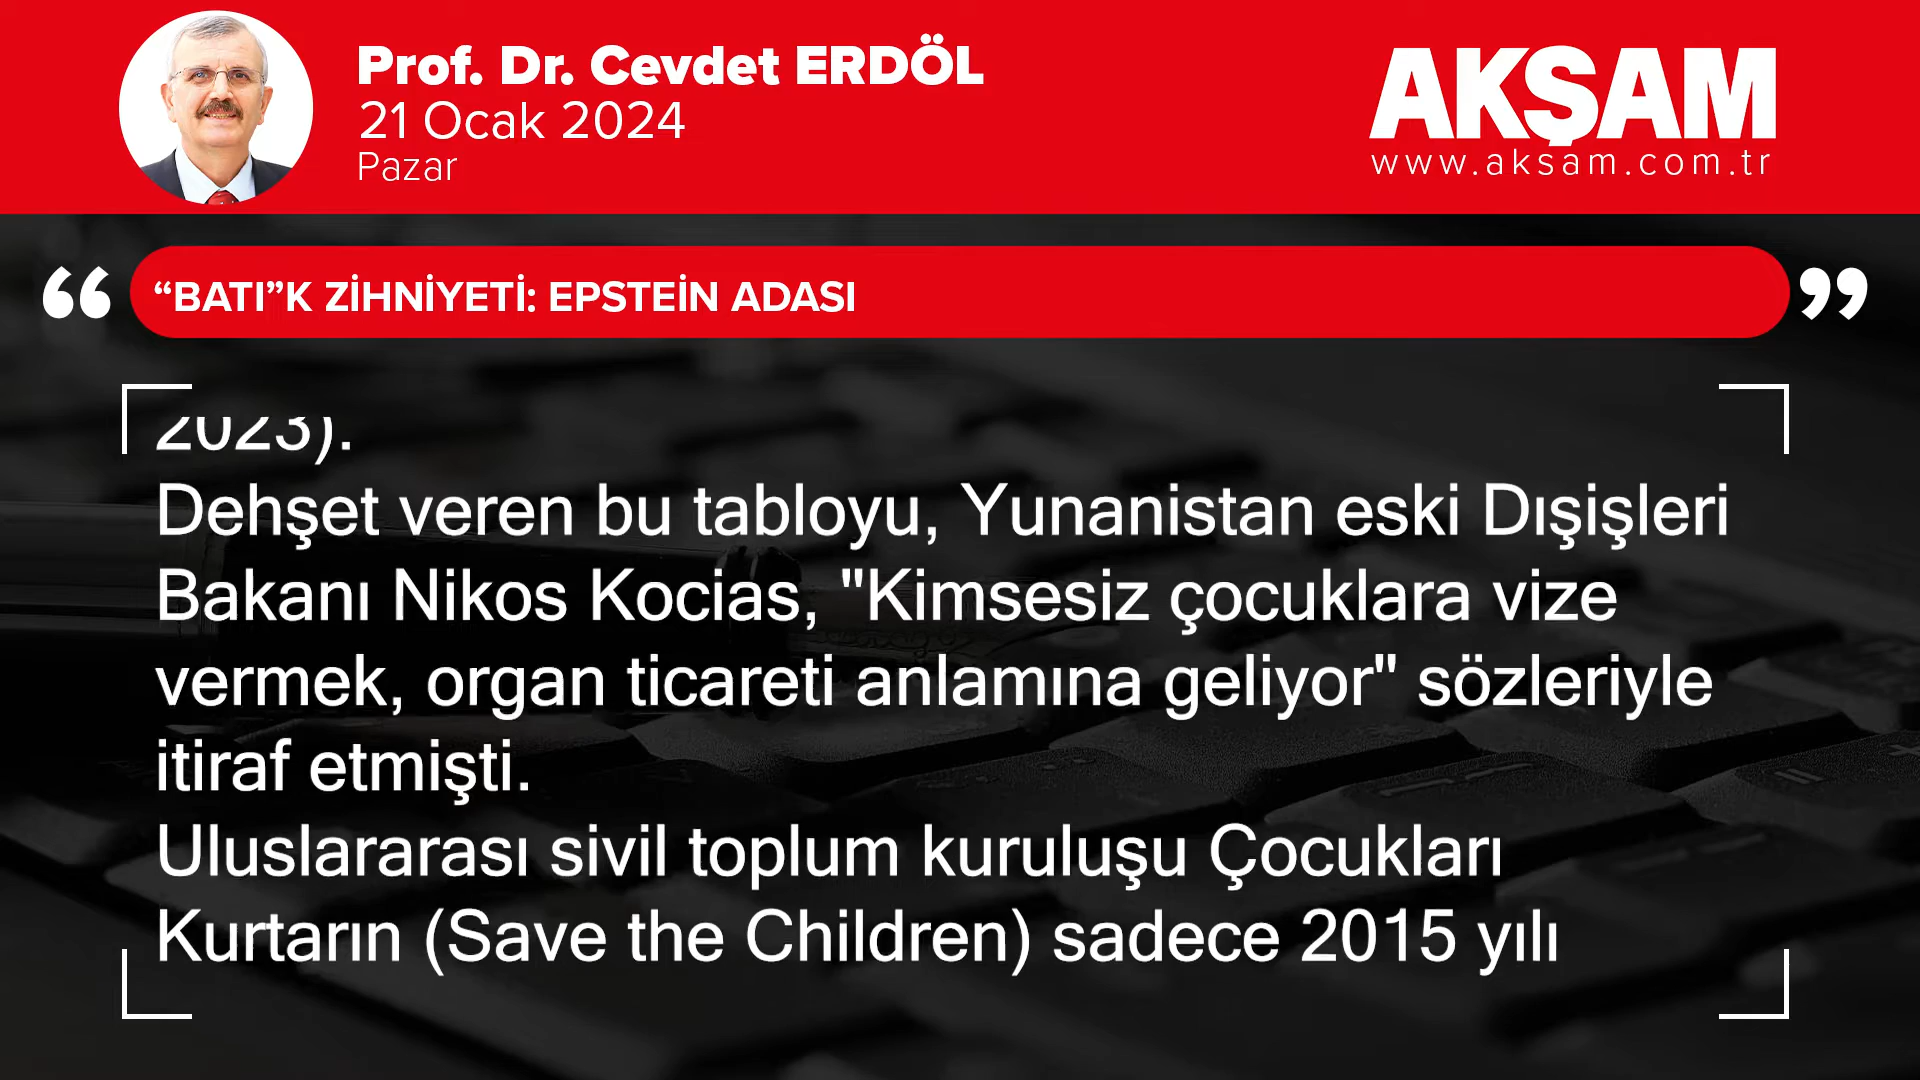 Prof. Dr. Cevdet ERDÖL
21 Ocak 2024
Pazar
AKŞAM
www.aksam.com.tr
“BATI”K ZİHNİYETİ: EPSTEİN ADASI
2023).
Dehşet veren bu tabloyu, Yunanistan eski Dışişleri
Bakanı Nikos Kocias, "Kimsesiz çocuklara vize
vermek, organ ticareti anlamına geliyor" sözleriyle
itiraf etmişti.
Uluslararası sivil toplum kuruluşu Çocukları
Kurtarın (Save the Children) sadece 2015 yılı